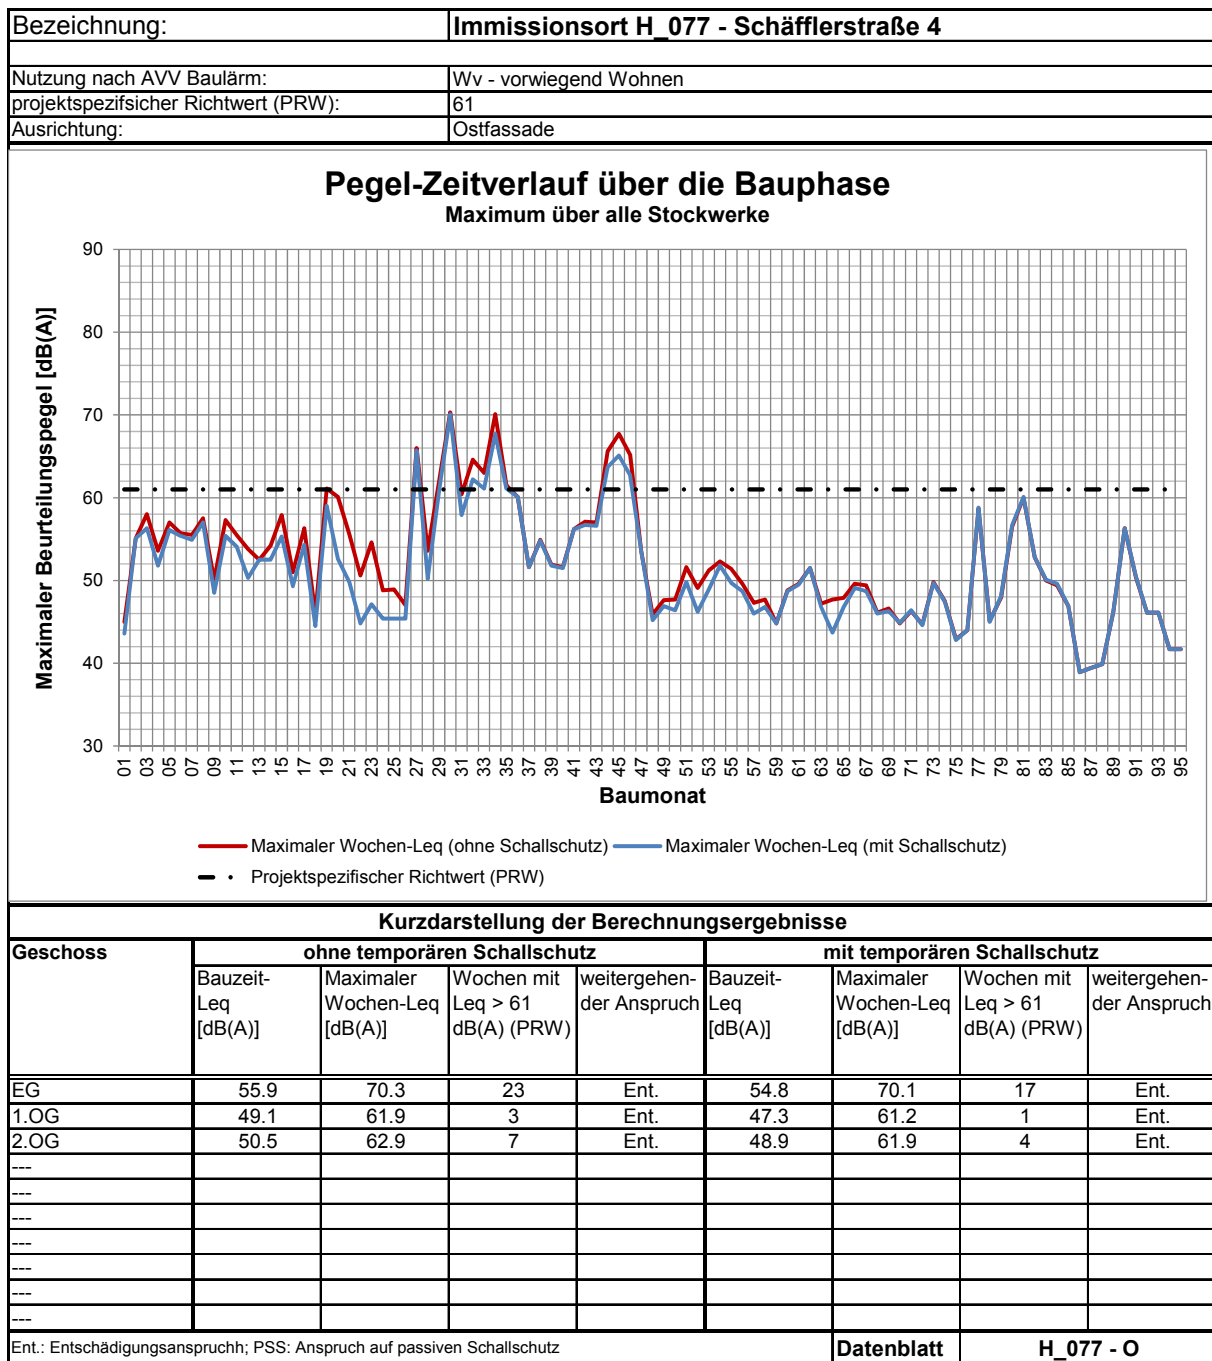 Bezeichnung: Immissionsort H_077 - Schäfflerstraße 4
Nutzung nach AVV Baulärm: Wv - vorwiegend Wohnen
projektspezifsicher Richtwert (PRW): 61
Ausrichtung: Ostfassade
Pegel-Zeitverlauf über die Bauphase
Maximum über alle Stockwerke
Maximaler Beurteilungspegel [dB(A)]
90
80
70
60
50
40
30
01 03 05 07 09 11 13 15 17 19 21 23 25 27 29 31 33 35 37 39 41 43 45 47 49 51 53 55 57 59 61 63 65 67 69 71 73 75 77 79 81 83 85 87 89 91 93 95
Baumonat
Maximaler Wochen-Leq (ohne Schallschutz) Maximaler Wochen-Leq (mit Schallschutz)
Projektspezifischer Richtwert (PRW)
Kurzdarstellung der Berechnungsergebnisse
Geschoss ohne temporären Schallschutz mit temporären Schallschutz
Bauzeit- Maximaler Wochen mit weitergehen- Bauzeit- Maximaler Wochen mit weitergehen-
Leq Wochen-Leq Leq > 61 der Anspruch Leq Wochen-Leq Leq > 61 der Anspruch
[dB(A)] [dB(A)] dB(A) (PRW) [dB(A)] [dB(A)] dB(A) (PRW)
EG 55.9 70.3 23 Ent. 54.8 70.1 17 Ent.
1.OG 49.1 61.9 3 Ent. 47.3 61.2 1 Ent.
2.OG 50.5 62.9 7 Ent. 48.9 61.9 4 Ent.
---
---
---
---
---
---
---
Ent.: Entschädigungsanspruchh; PSS: Anspruch auf passiven Schallschutz Datenblatt H_077 - O